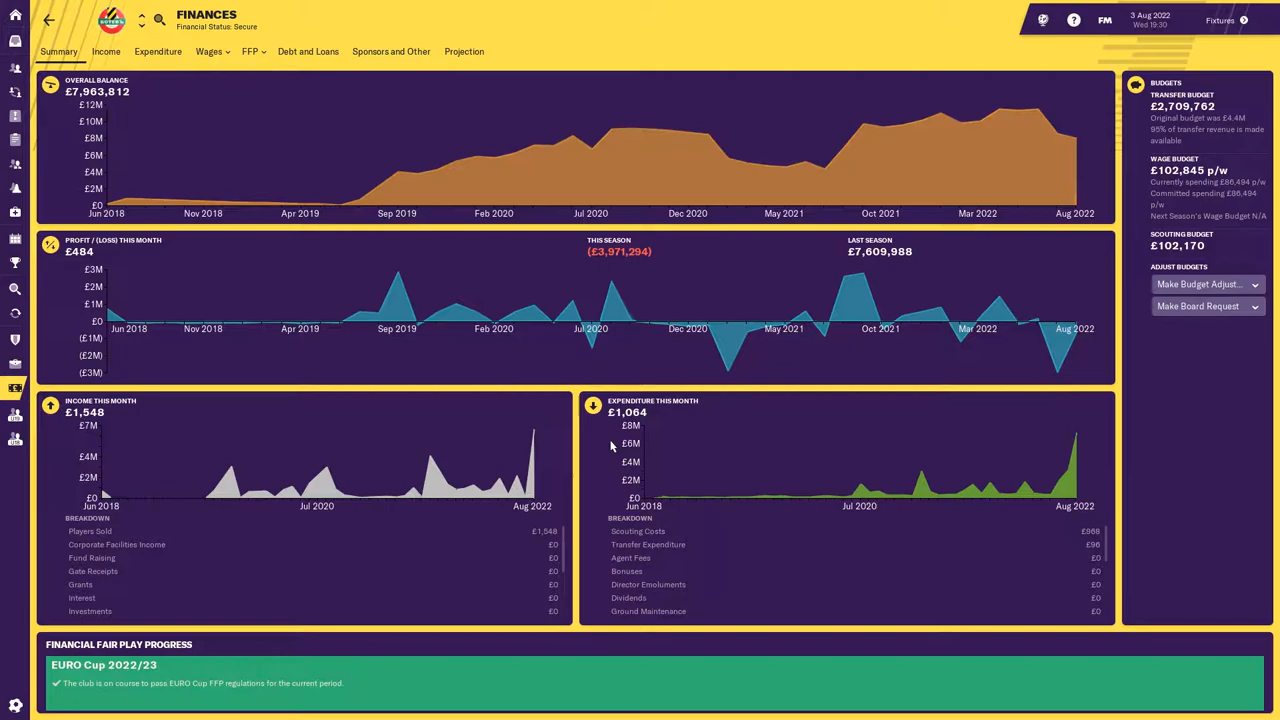 FINANCES
Financial Status: Secure
FM
3 Aug 2022
Wed 19:30
Fixtures
Summary
Income
Expenditure
Wages
FFP
Debt and Loans
Sponsors and Other
Projection
OVERALL BALANCE
£7,963,812
£12M
£10M
£8M
£6M
£4M
£2M
£0
Jun 2018
Nov 2018
Apr 2019
Sep 2019
Feb 2020
Jul 2020
Dec 2020
May 2021
Oct 2021
Mar 2022
Aug 2022
PROFIT / (LOSS) THIS MONTH
£484
THIS SEASON
(£3,971,294)
LAST SEASON
£7,609,988
£3M
£2M
£1M
£0
(£1M)
(£2M)
(£3M)
Jun 2018
Nov 2018
Apr 2019
Sep 2019
Feb 2020
Jul 2020
Dec 2020
May 2021
Oct 2021
Mar 2022
Aug 2022
INCOME THIS MONTH
£1,548
£7M
£4M
£2M
£0
Jun 2018
Jul 2020
Aug 2022
BREAKDOWN
Players Sold £1,548
Corporate Facilities Income £0
Fund Raising £0
Gate Receipts £0
Grants £0
Interest £0
Investments £0
EXPENDITURE THIS MONTH
£1,064
£8M
£6M
£4M
£2M
£0
Jun 2018
Jul 2020
Aug 2022
BREAKDOWN
Scouting Costs £968
Transfer Expenditure £96
Agent Fees £0
Bonuses £0
Director Emoluments £0
Dividends £0
Ground Maintenance £0
BUDGETS
TRANSFER BUDGET
£2,709,762
Original budget was £4.4M
95% of transfer revenue is made
available
WAGE BUDGET
£102,845 p/w
Currently spending £86,494 p/w
Committed spending £86,494
p/w
Next Season's Wage Budget N/A
SCOUTING BUDGET
£102,170
ADJUST BUDGETS
Make Budget Adjust...
Make Board Request
FINANCIAL FAIR PLAY PROGRESS
EURO Cup 2022/23
The club is on course to pass EURO Cup FFP regulations for the current period.